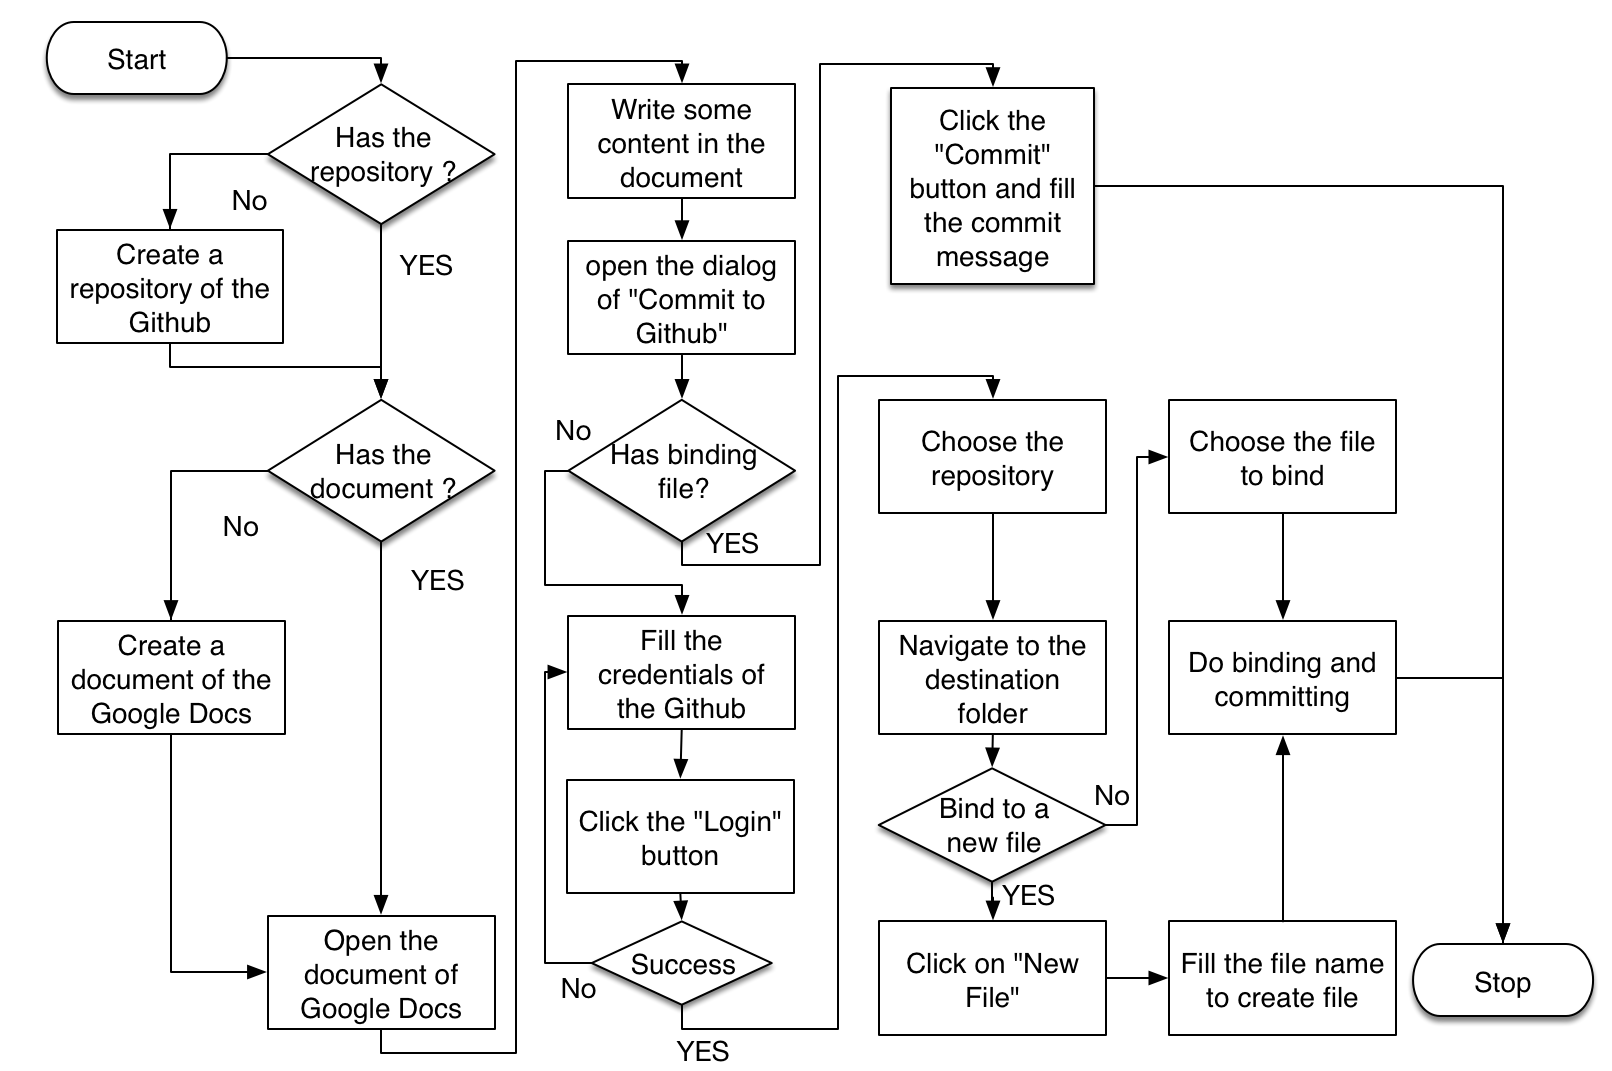 Start
Has the
repository ?
No
YES
Create a
repository of the
Github
Has the
document ?
No
YES
Create a
document of the
Google Docs
Open the
document of
Google Docs
Write some
content in the
document
open the dialog
of "Commit to
Github"
No
Has binding
file?
YES
Fill the
credentials of
the Github
Click the "Login"
button
Success
No
YES
Click the
"Commit"
button and fill
the commit
message
Choose the
repository
Navigate to the
destination
folder
Bind to a
new file
No
YES
Click on "New
File"
Choose the file
to bind
Do binding and
committing
Fill the file name
to create file
Stop